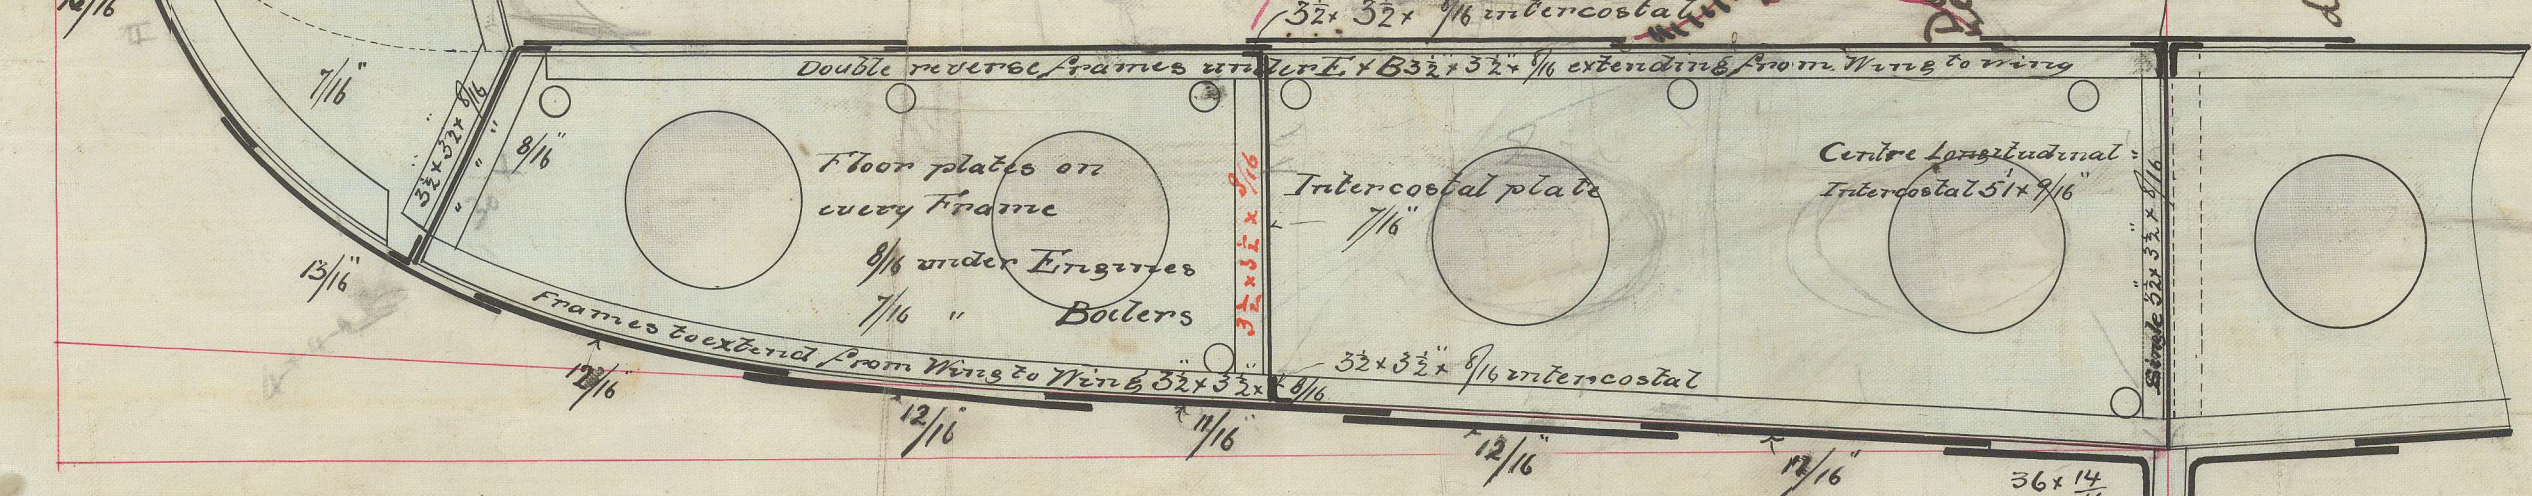 3½ × 3½ × 8/16 intercostal
Double reverse frames under E × B 3½" × 3½" × 8/16 extending from Wing to wing
7/16"
3½ × 3½ × 8/16
" " "
8/16"
Floor plates on
every Frame
8/16 under Engines
7/16 " Boilers
3½ × 3½ × 8/16
Intercostal plate
7/16"
Centre Longitudinal =
Intercostal 51 × 9/16"
Single 3½ × 3½ × 8/16
13/16"
Frames to extend from Wing to Wing 3½" × 3½" × 8/16
3½ × 3½" × 8/16 intercostal
12/16"
12/16"
11/16"
12/16"
36 × 14